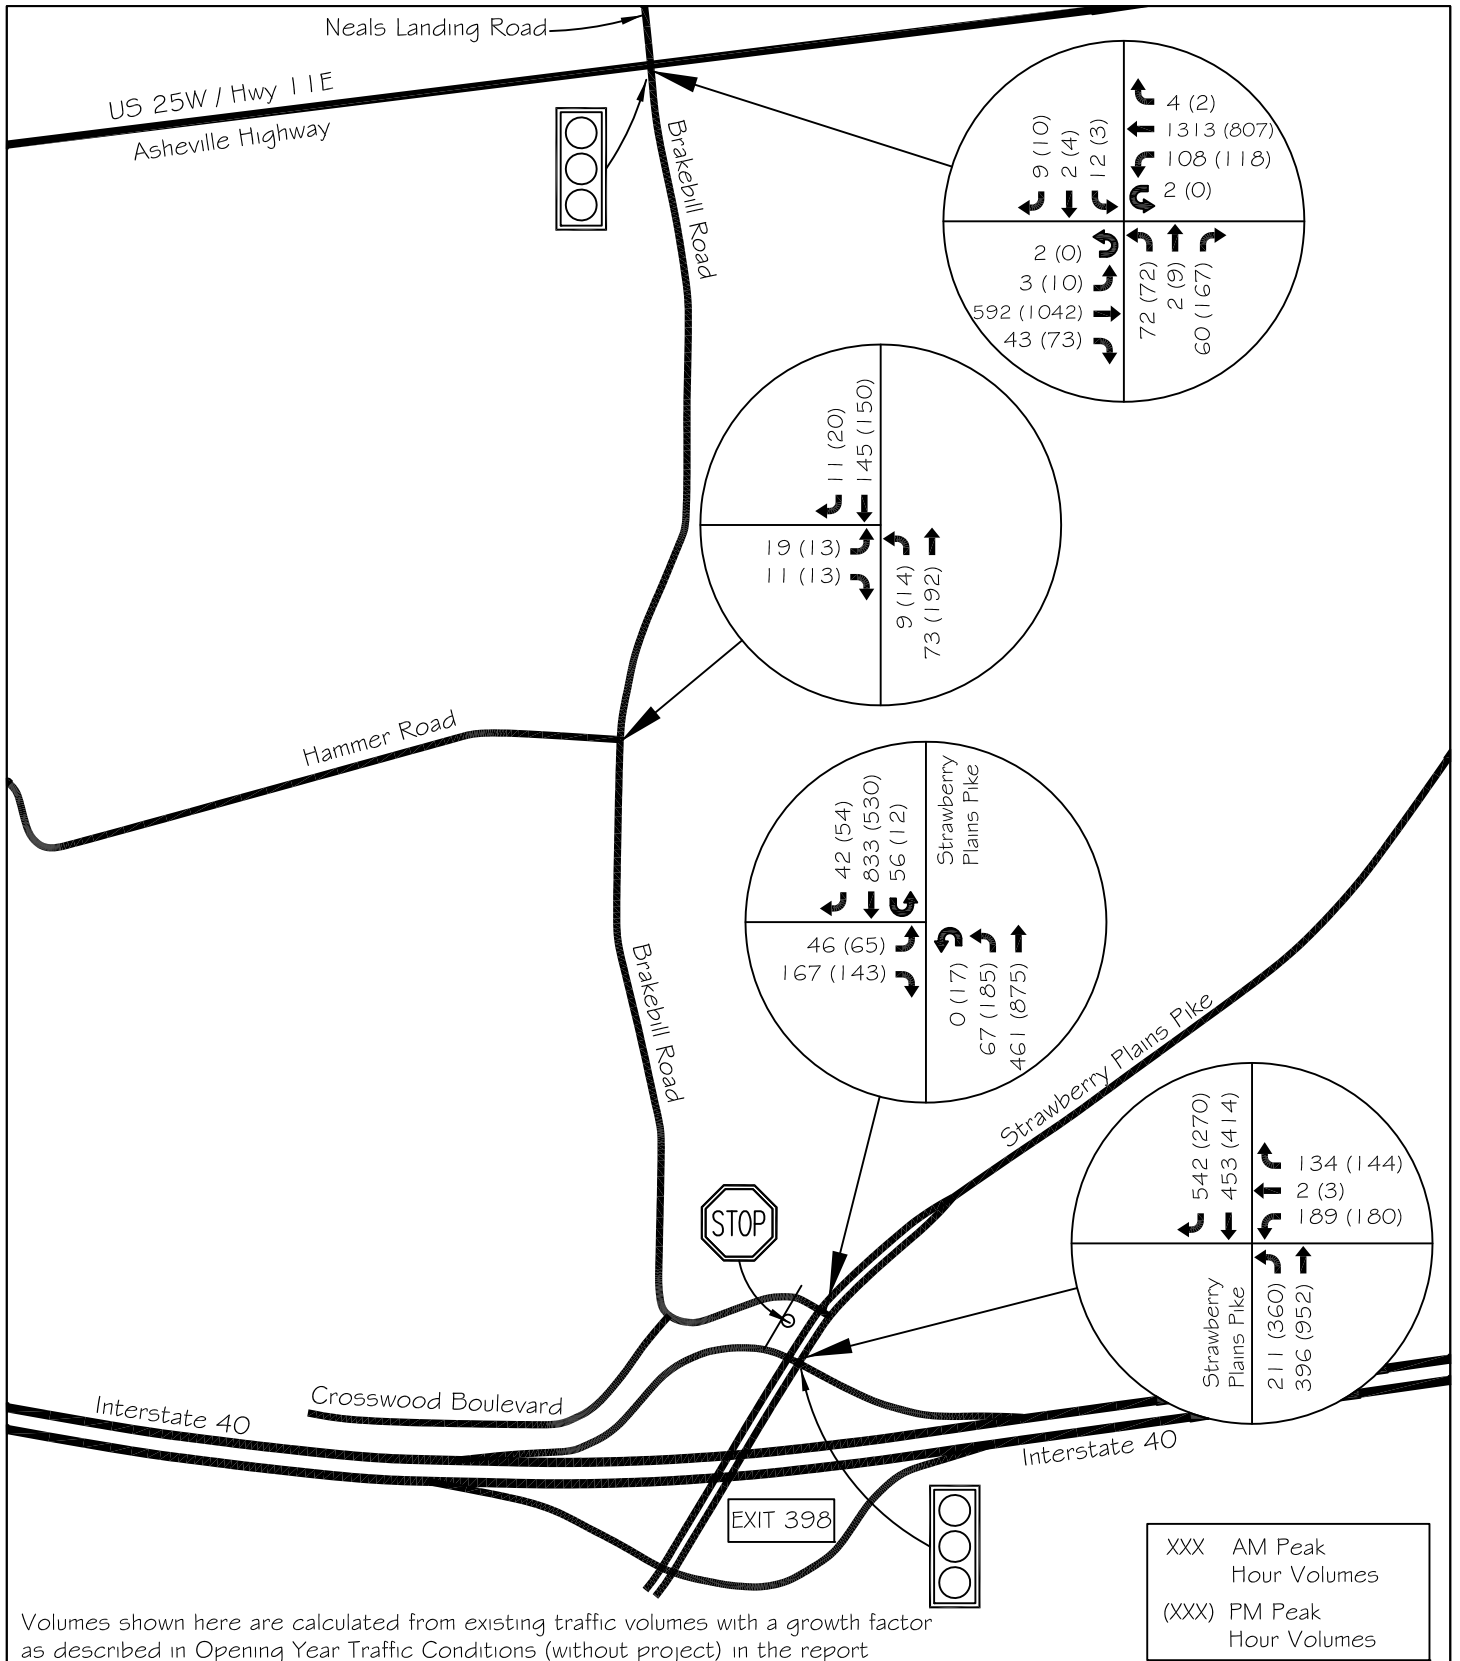 Neals Landing Road
US 25W / Hwy 11E
Asheville Highway
Brakebill Road
9 (10)
2 (4)
12 (3)
4 (2)
1313 (807)
108 (118)
2 (0)
2 (0)
3 (10)
592 (1042)
43 (73)
72 (72)
2 (9)
60 (167)
11 (20)
145 (150)
19 (13)
11 (13)
9 (14)
73 (192)
Hammer Road
42 (54)
833 (530)
56 (12)
Strawberry
Plains Pike
46 (65)
167 (143)
0 (17)
67 (185)
461 (875)
Brakebill Road
Strawberry Plains Pike
542 (270)
453 (414)
134 (144)
2 (3)
189 (180)
Strawberry
Plains Pike
211 (360)
396 (952)
STOP
Crosswood Boulevard
Interstate 40
Interstate 40
EXIT 398
XXX AM Peak
Hour Volumes
(XXX) PM Peak
Hour Volumes
Volumes shown here are calculated from existing traffic volumes with a growth factor
as described in Opening Year Traffic Conditions (without project) in the report